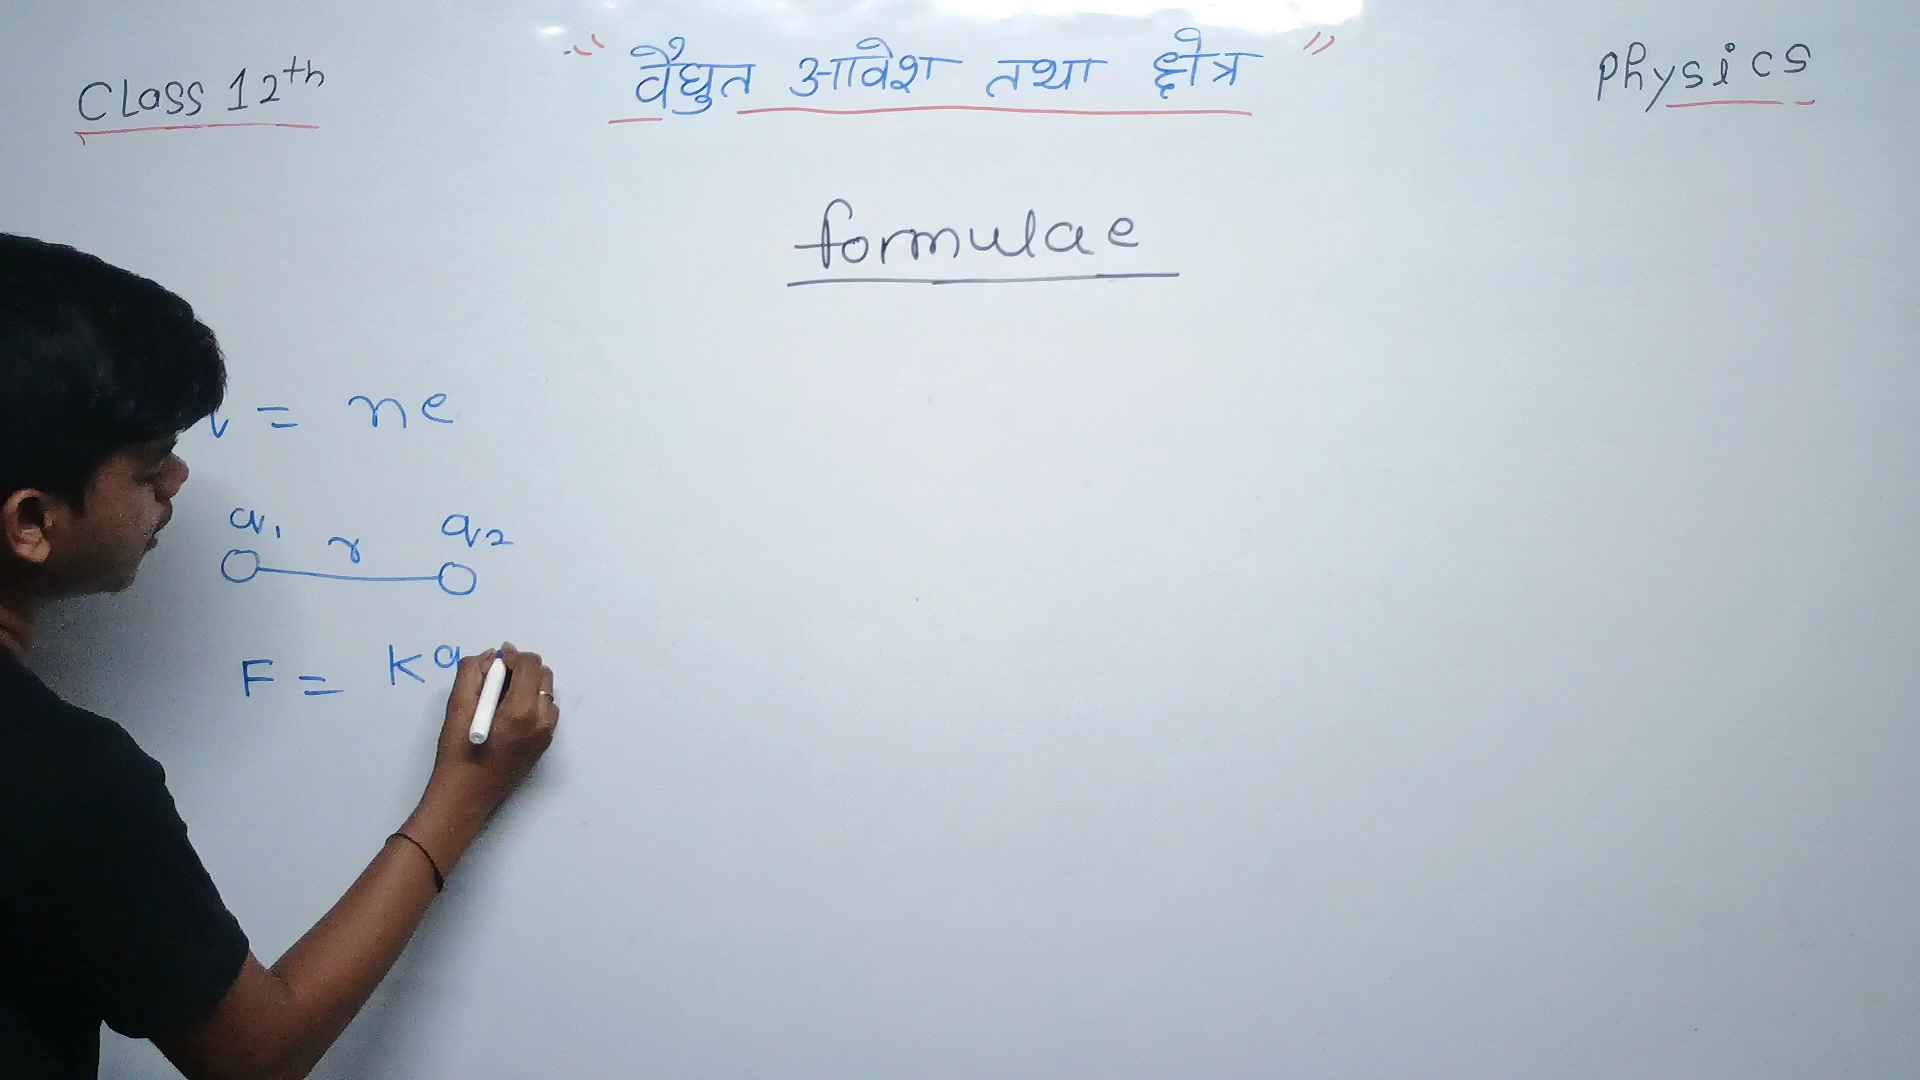 Class 12th
"वैद्युत आवेश तथा क्षेत्र"
Physics
formulae
= ne
q1 r q2
F = K q